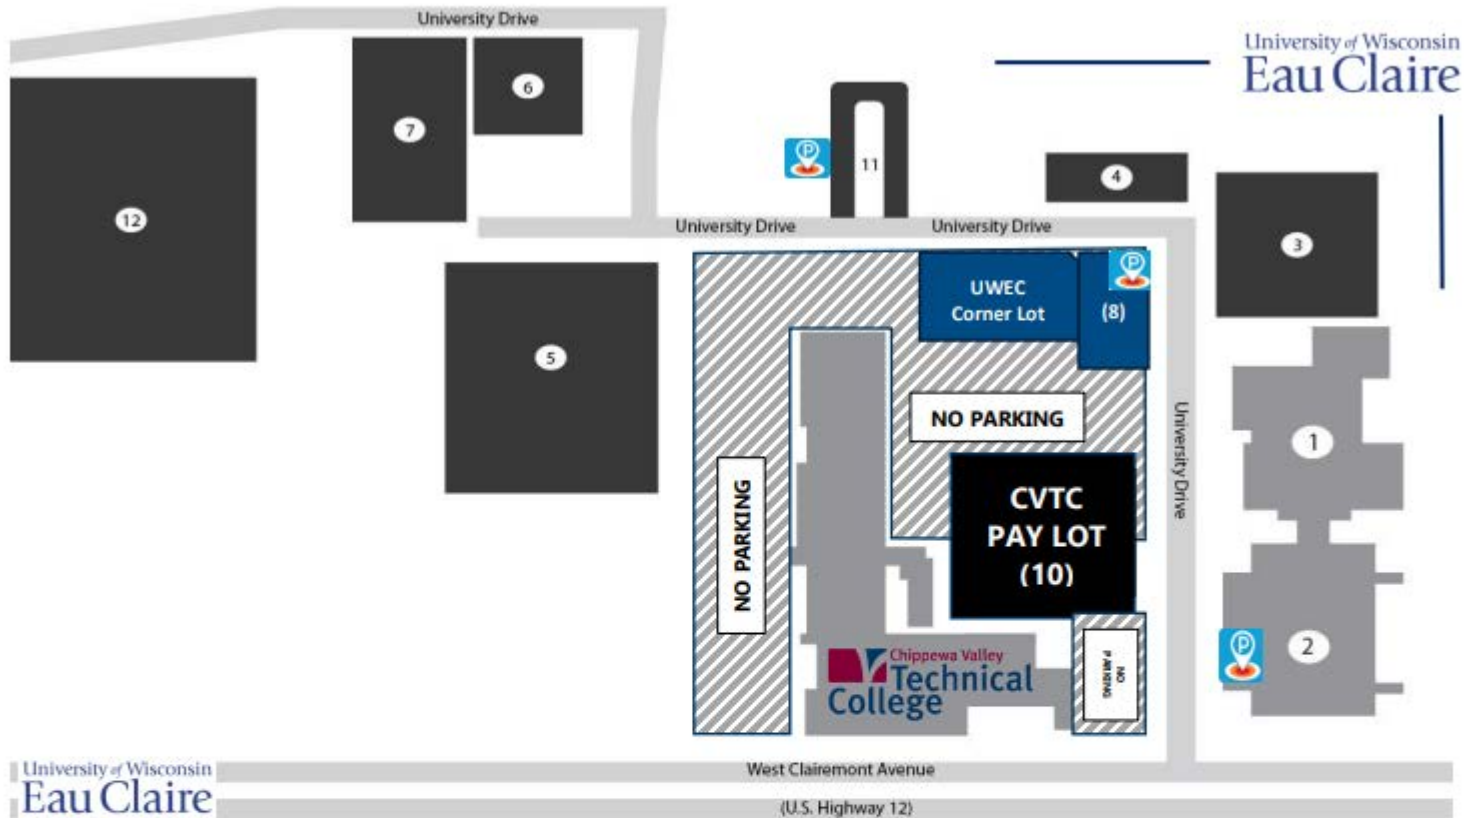 University Drive
University of Wisconsin
Eau Claire
6
7
12
P
11
4
University Drive
University Drive
3
P
UWEC
Corner Lot
(8)
5
NO PARKING
University Drive
1
NO PARKING
CVTC
PAY LOT
(10)
Chippewa Valley
Technical
College
NO
PARKING
P
2
West Clairemont Avenue
University of Wisconsin
Eau Claire
(U.S. Highway 12)